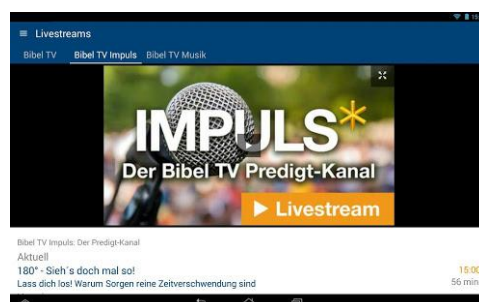 15
Livestreams
Bibel TV Bibel TV Impuls Bibel TV Musik
IMPULS*
Der Bibel TV Predigt-Kanal
Livestream
Bibel TV Impuls: Der Predigt-Kanal
Aktuell
180° - Sieh´s doch mal so! 15:00
Lass dich los! Warum Sorgen reine Zeitverschwendung sind 56 min